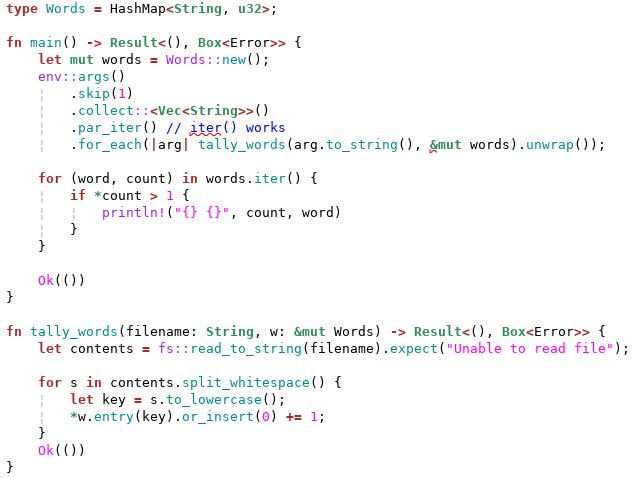 type Words = HashMap<String, u32>;

fn main() -> Result<(), Box<Error>> {
    let mut words = Words::new();
    env::args()
        .skip(1)
        .collect::<Vec<String>>()
        .par_iter() // iter() works
        .for_each(|arg| tally_words(arg.to_string(), &mut words).unwrap());

    for (word, count) in words.iter() {
        if *count > 1 {
            println!("{} {}", count, word)
        }
    }

    Ok(())
}

fn tally_words(filename: String, w: &mut Words) -> Result<(), Box<Error>> {
    let contents = fs::read_to_string(filename).expect("Unable to read file");

    for s in contents.split_whitespace() {
        let key = s.to_lowercase();
        *w.entry(key).or_insert(0) += 1;
    }
    Ok(())
}